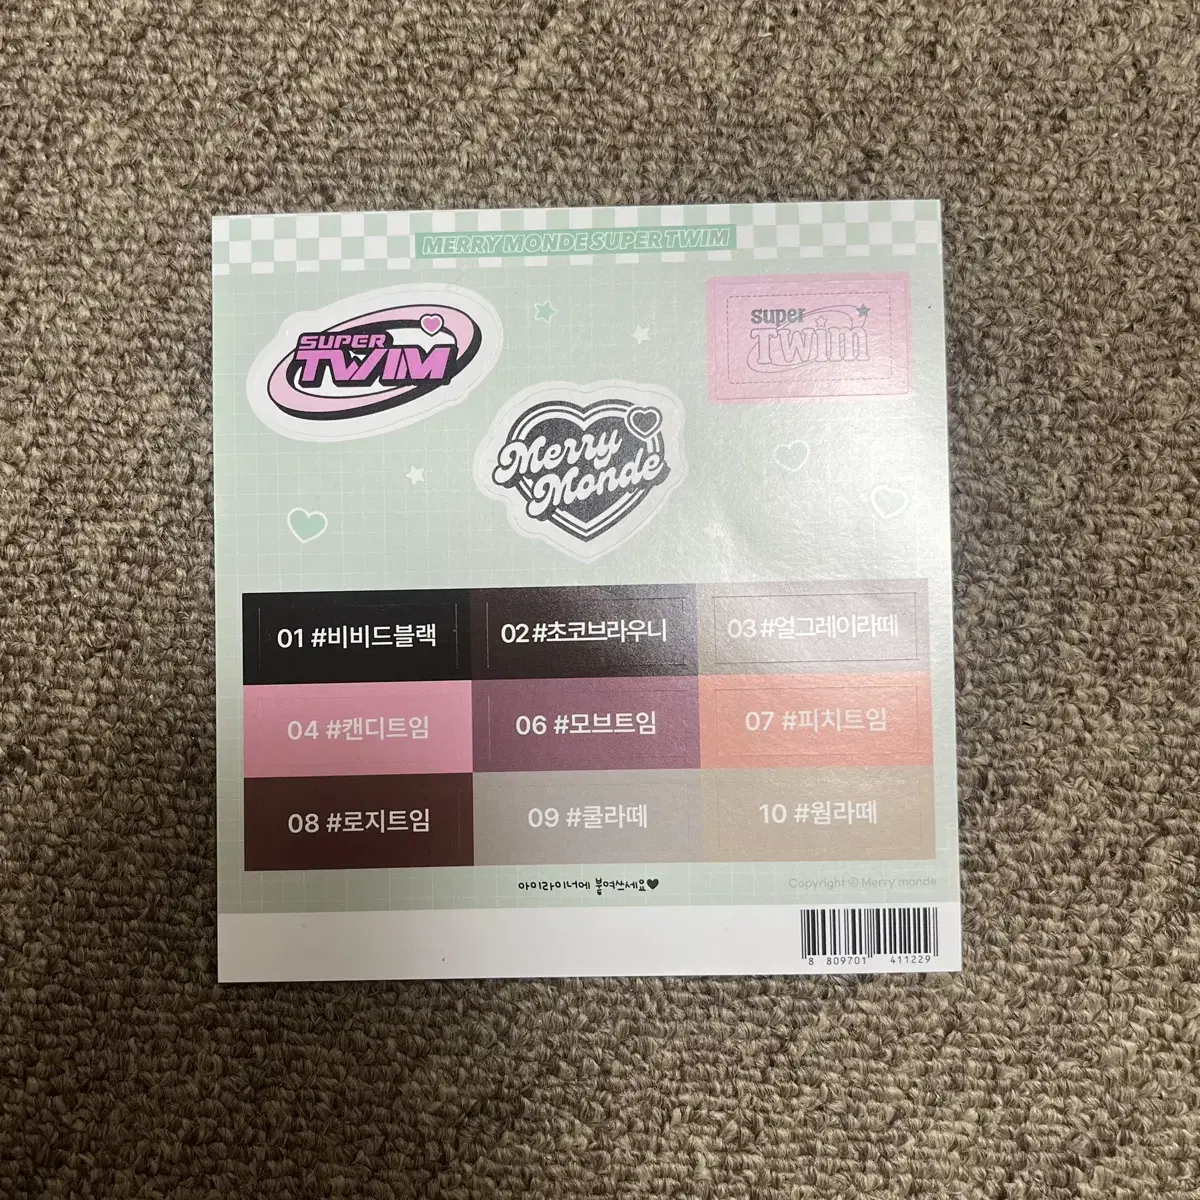 MERRY MONDE SUPER TWIM
SUPER
TWIM
super
Twim
Merry
Monde
01 #비비드블랙
02 #초코브라우니
03 #얼그레이라떼
04 #캔디트임
06 #모브트임
07 #피치트임
08 #로지트임
09 #쿨라떼
10 #웜라떼
아이라이너에 붙여쓰세요♥
Copyright © Merry monde
8 809701 411229